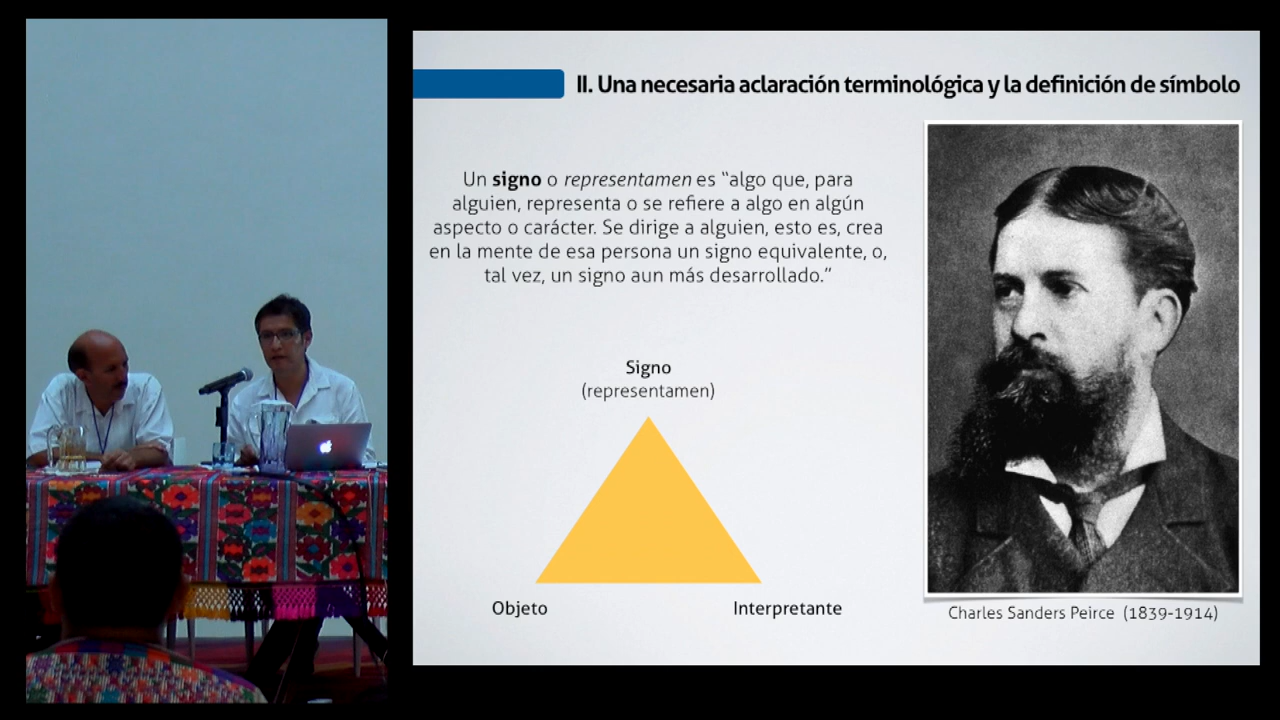 II. Una necesaria aclaración terminológica y la definición de símbolo
Un signo o representamen es “algo que, para
alguien, representa o se refiere a algo en algún
aspecto o carácter. Se dirige a alguien, esto es, crea
en la mente de esa persona un signo equivalente, o,
tal vez, un signo aun más desarrollado.”
Signo
(representamen)
Objeto
Interpretante
Charles Sanders Peirce (1839-1914)